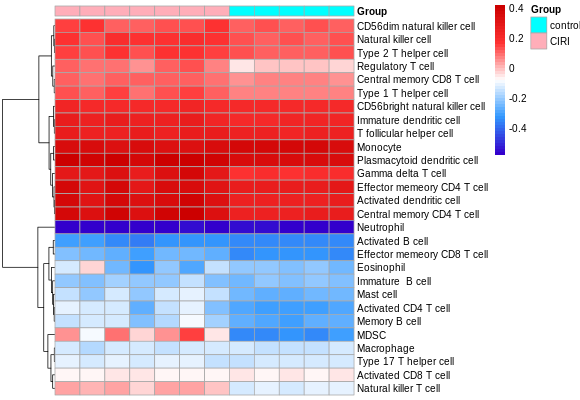 Group
CD56dim natural killer cell
Natural killer cell
Type 2 T helper cell
Regulatory T cell
Central memory CD8 T cell
Type 1 T helper cell
CD56bright natural killer cell
Immature dendritic cell
T follicular helper cell
Monocyte
Plasmacytoid dendritic cell
Gamma delta T cell
Effector memeory CD4 T cell
Activated dendritic cell
Central memory CD4 T cell
Neutrophil
Activated B cell
Effector memeory CD8 T cell
Eosinophil
Immature  B cell
Mast cell
Activated CD4 T cell
Memory B cell
MDSC
Macrophage
Type 17 T helper cell
Activated CD8 T cell
Natural killer T cell
0.4
0.2
0
-0.2
-0.4
Group
control
CIRI